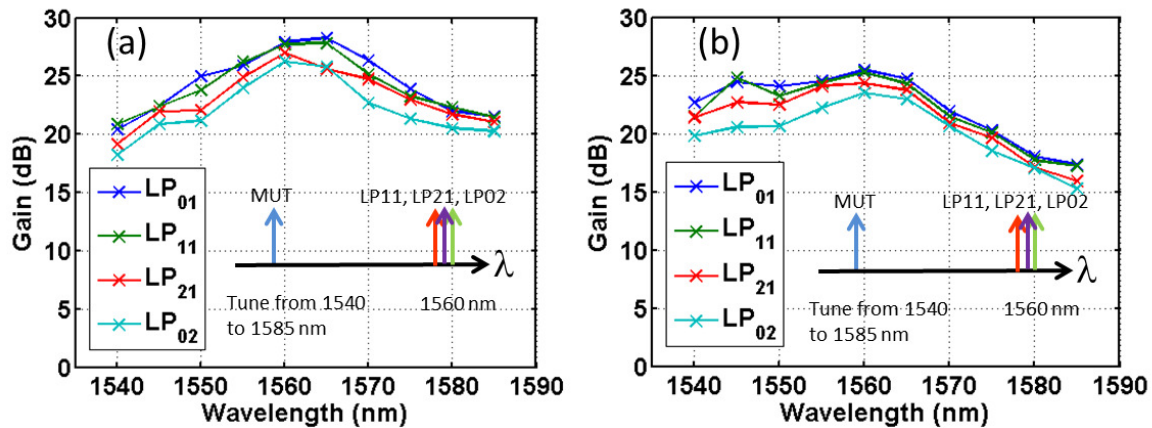 (a)
Gain (dB)
30
25
20
15
10
5
0
LP01
LP11
LP21
LP02
MUT
LP11, LP21, LP02
λ
Tune from 1540
to 1585 nm
1560 nm
1540 1550 1560 1570 1580 1590
Wavelength (nm)
(b)
Gain (dB)
30
25
20
15
10
5
0
LP01
LP11
LP21
LP02
MUT
LP11, LP21, LP02
λ
Tune from 1540
to 1585 nm
1560 nm
1540 1550 1560 1570 1580 1590
Wavelength (nm)